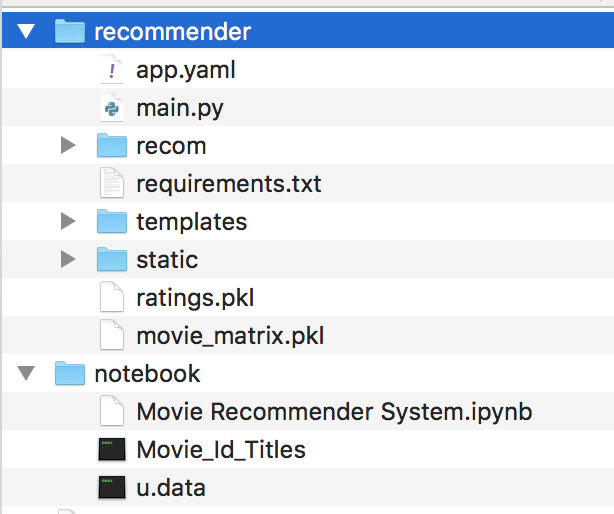 recommender
app.yaml
main.py
recom
requirements.txt
templates
static
ratings.pkl
movie_matrix.pkl
notebook
Movie Recommender System.ipynb
Movie_Id_Titles
u.data